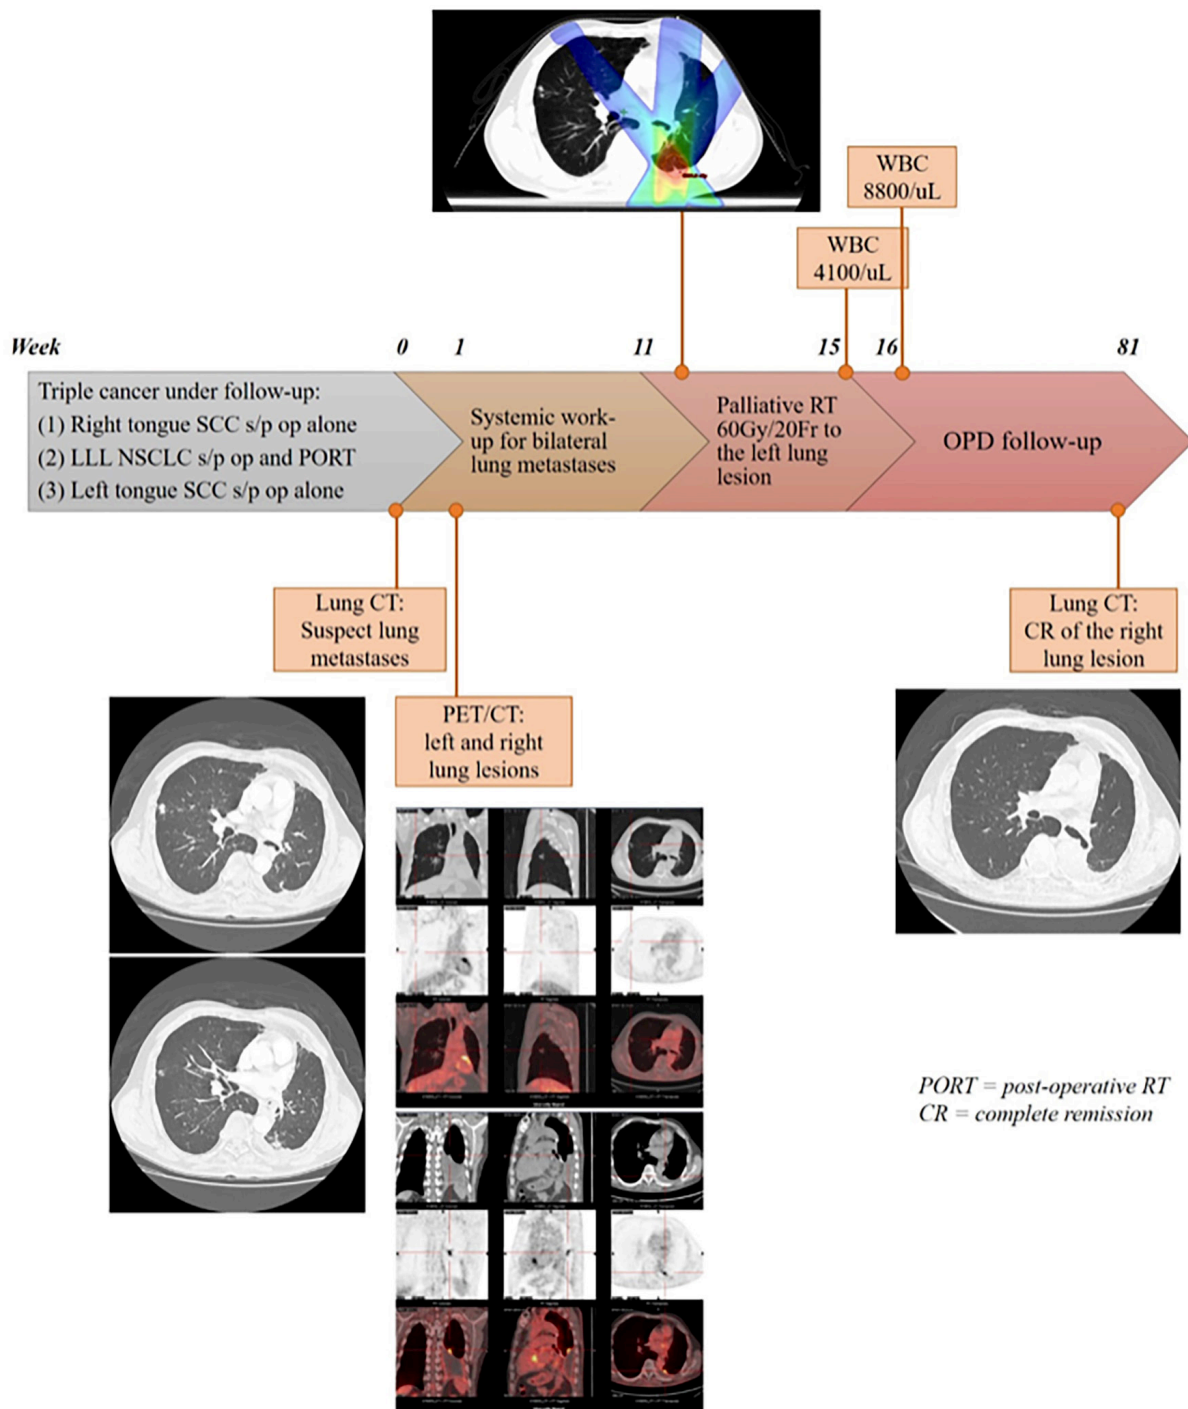 WBC
8800/uL
WBC
4100/uL
Week
0
1
11
15
16
81
Triple cancer under follow-up:
(1) Right tongue SCC s/p op alone
(2) LLL NSCLC s/p op and PORT
(3) Left tongue SCC s/p op alone
Systemic work-
up for bilateral
lung metastases
Palliative RT
60Gy/20Fr to
the left lung
lesion
OPD follow-up
Lung CT:
Suspect lung
metastases
Lung CT:
CR of the right
lung lesion
PET/CT:
left and right
lung lesions
PORT = post-operative RT
CR = complete remission